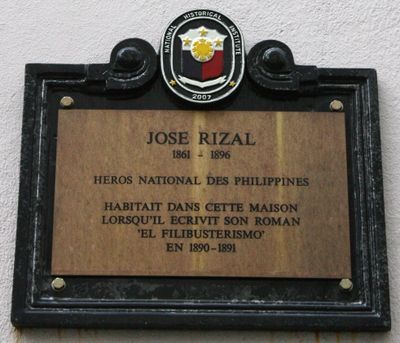 NATIONAL HISTORICAL INSTITUTE
2007
JOSE RIZAL
1861 - 1896
HEROS NATIONAL DES PHILIPPINES
HABITAIT DANS CETTE MAISON
LORSQU'IL ECRIVIT SON ROMAN
'EL FILIBUSTERISMO'
EN 1890-1891